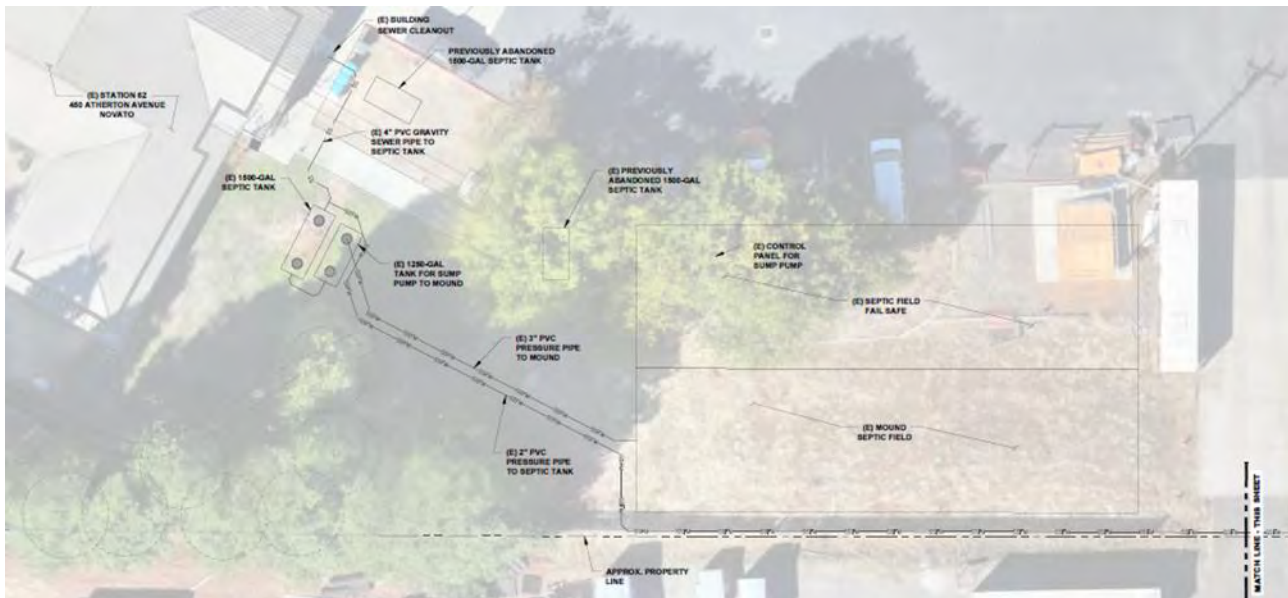 (E) BUILDING
SEWER CLEANOUT
PREVIOUSLY ABANDONED
1500-GAL SEPTIC TANK
(E) STATION 62
450 ATHERTON AVENUE
NOVATO
(E) 4" PVC GRAVITY
SEWER PIPE TO
SEPTIC TANK
(E) 1500-GAL
SEPTIC TANK
(E) PREVIOUSLY
ABANDONED 1500-GAL
SEPTIC TANK
(E) CONTROL
PANEL FOR
SUMP PUMP
(E) 1250-GAL
TANK FOR SUMP
PUMP TO MOUND
(E) SEPTIC FIELD
FAIL SAFE
(E) 3" PVC
PRESSURE PIPE
TO MOUND
(E) MOUND
SEPTIC FIELD
(E) 2" PVC
PRESSURE PIPE
TO SEPTIC TANK
MATCH LINE - THIS SHEET
APPROX. PROPERTY
LINE